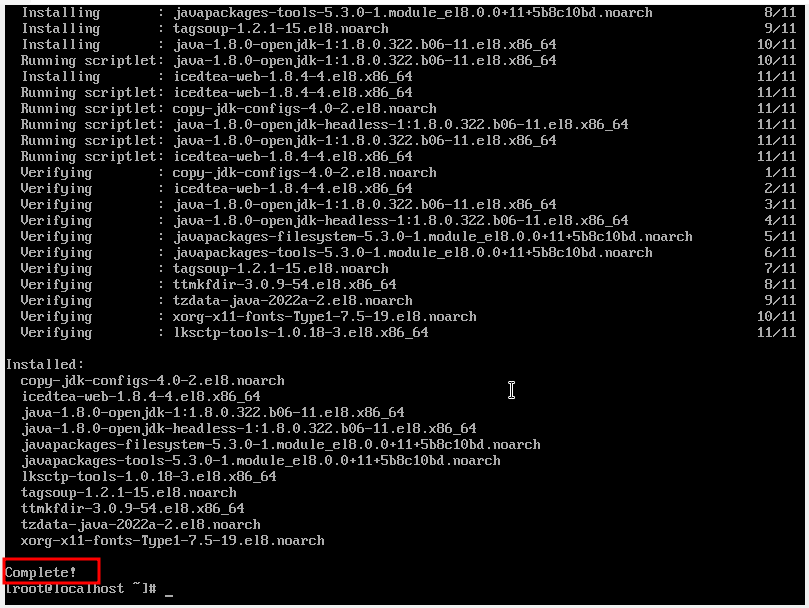 Installing : javapackages-tools-5.3.0-1.module_el8.0.0+11+5b8c10bd.noarch 8/11
Installing : tagsoup-1.2.1-15.el8.noarch 9/11
Installing : java-1.8.0-openjdk-1:1.8.0.322.b06-11.el8.x86_64 10/11
Running scriptlet: java-1.8.0-openjdk-1:1.8.0.322.b06-11.el8.x86_64 10/11
Installing : icedtea-web-1.8.4-4.el8.x86_64 11/11
Running scriptlet: icedtea-web-1.8.4-4.el8.x86_64 11/11
Running scriptlet: copy-jdk-configs-4.0-2.el8.noarch 11/11
Running scriptlet: java-1.8.0-openjdk-headless-1:1.8.0.322.b06-11.el8.x86_64 11/11
Running scriptlet: java-1.8.0-openjdk-1:1.8.0.322.b06-11.el8.x86_64 11/11
Running scriptlet: icedtea-web-1.8.4-4.el8.x86_64 11/11
Verifying : copy-jdk-configs-4.0-2.el8.noarch 1/11
Verifying : icedtea-web-1.8.4-4.el8.x86_64 2/11
Verifying : java-1.8.0-openjdk-1:1.8.0.322.b06-11.el8.x86_64 3/11
Verifying : java-1.8.0-openjdk-headless-1:1.8.0.322.b06-11.el8.x86_64 4/11
Verifying : javapackages-filesystem-5.3.0-1.module_el8.0.0+11+5b8c10bd.noarch 5/11
Verifying : javapackages-tools-5.3.0-1.module_el8.0.0+11+5b8c10bd.noarch 6/11
Verifying : tagsoup-1.2.1-15.el8.noarch 7/11
Verifying : ttmkfdir-3.0.9-54.el8.x86_64 8/11
Verifying : tzdata-java-2022a-2.el8.noarch 9/11
Verifying : xorg-x11-fonts-Type1-7.5-19.el8.noarch 10/11
Verifying : lksctp-tools-1.0.18-3.el8.x86_64 11/11
Installed:
copy-jdk-configs-4.0-2.el8.noarch
icedtea-web-1.8.4-4.el8.x86_64
java-1.8.0-openjdk-1:1.8.0.322.b06-11.el8.x86_64
java-1.8.0-openjdk-headless-1:1.8.0.322.b06-11.el8.x86_64
javapackages-filesystem-5.3.0-1.module_el8.0.0+11+5b8c10bd.noarch
javapackages-tools-5.3.0-1.module_el8.0.0+11+5b8c10bd.noarch
lksctp-tools-1.0.18-3.el8.x86_64
tagsoup-1.2.1-15.el8.noarch
ttmkfdir-3.0.9-54.el8.x86_64
tzdata-java-2022a-2.el8.noarch
xorg-x11-fonts-Type1-7.5-19.el8.noarch
Complete!
[root@localhost ~]# _